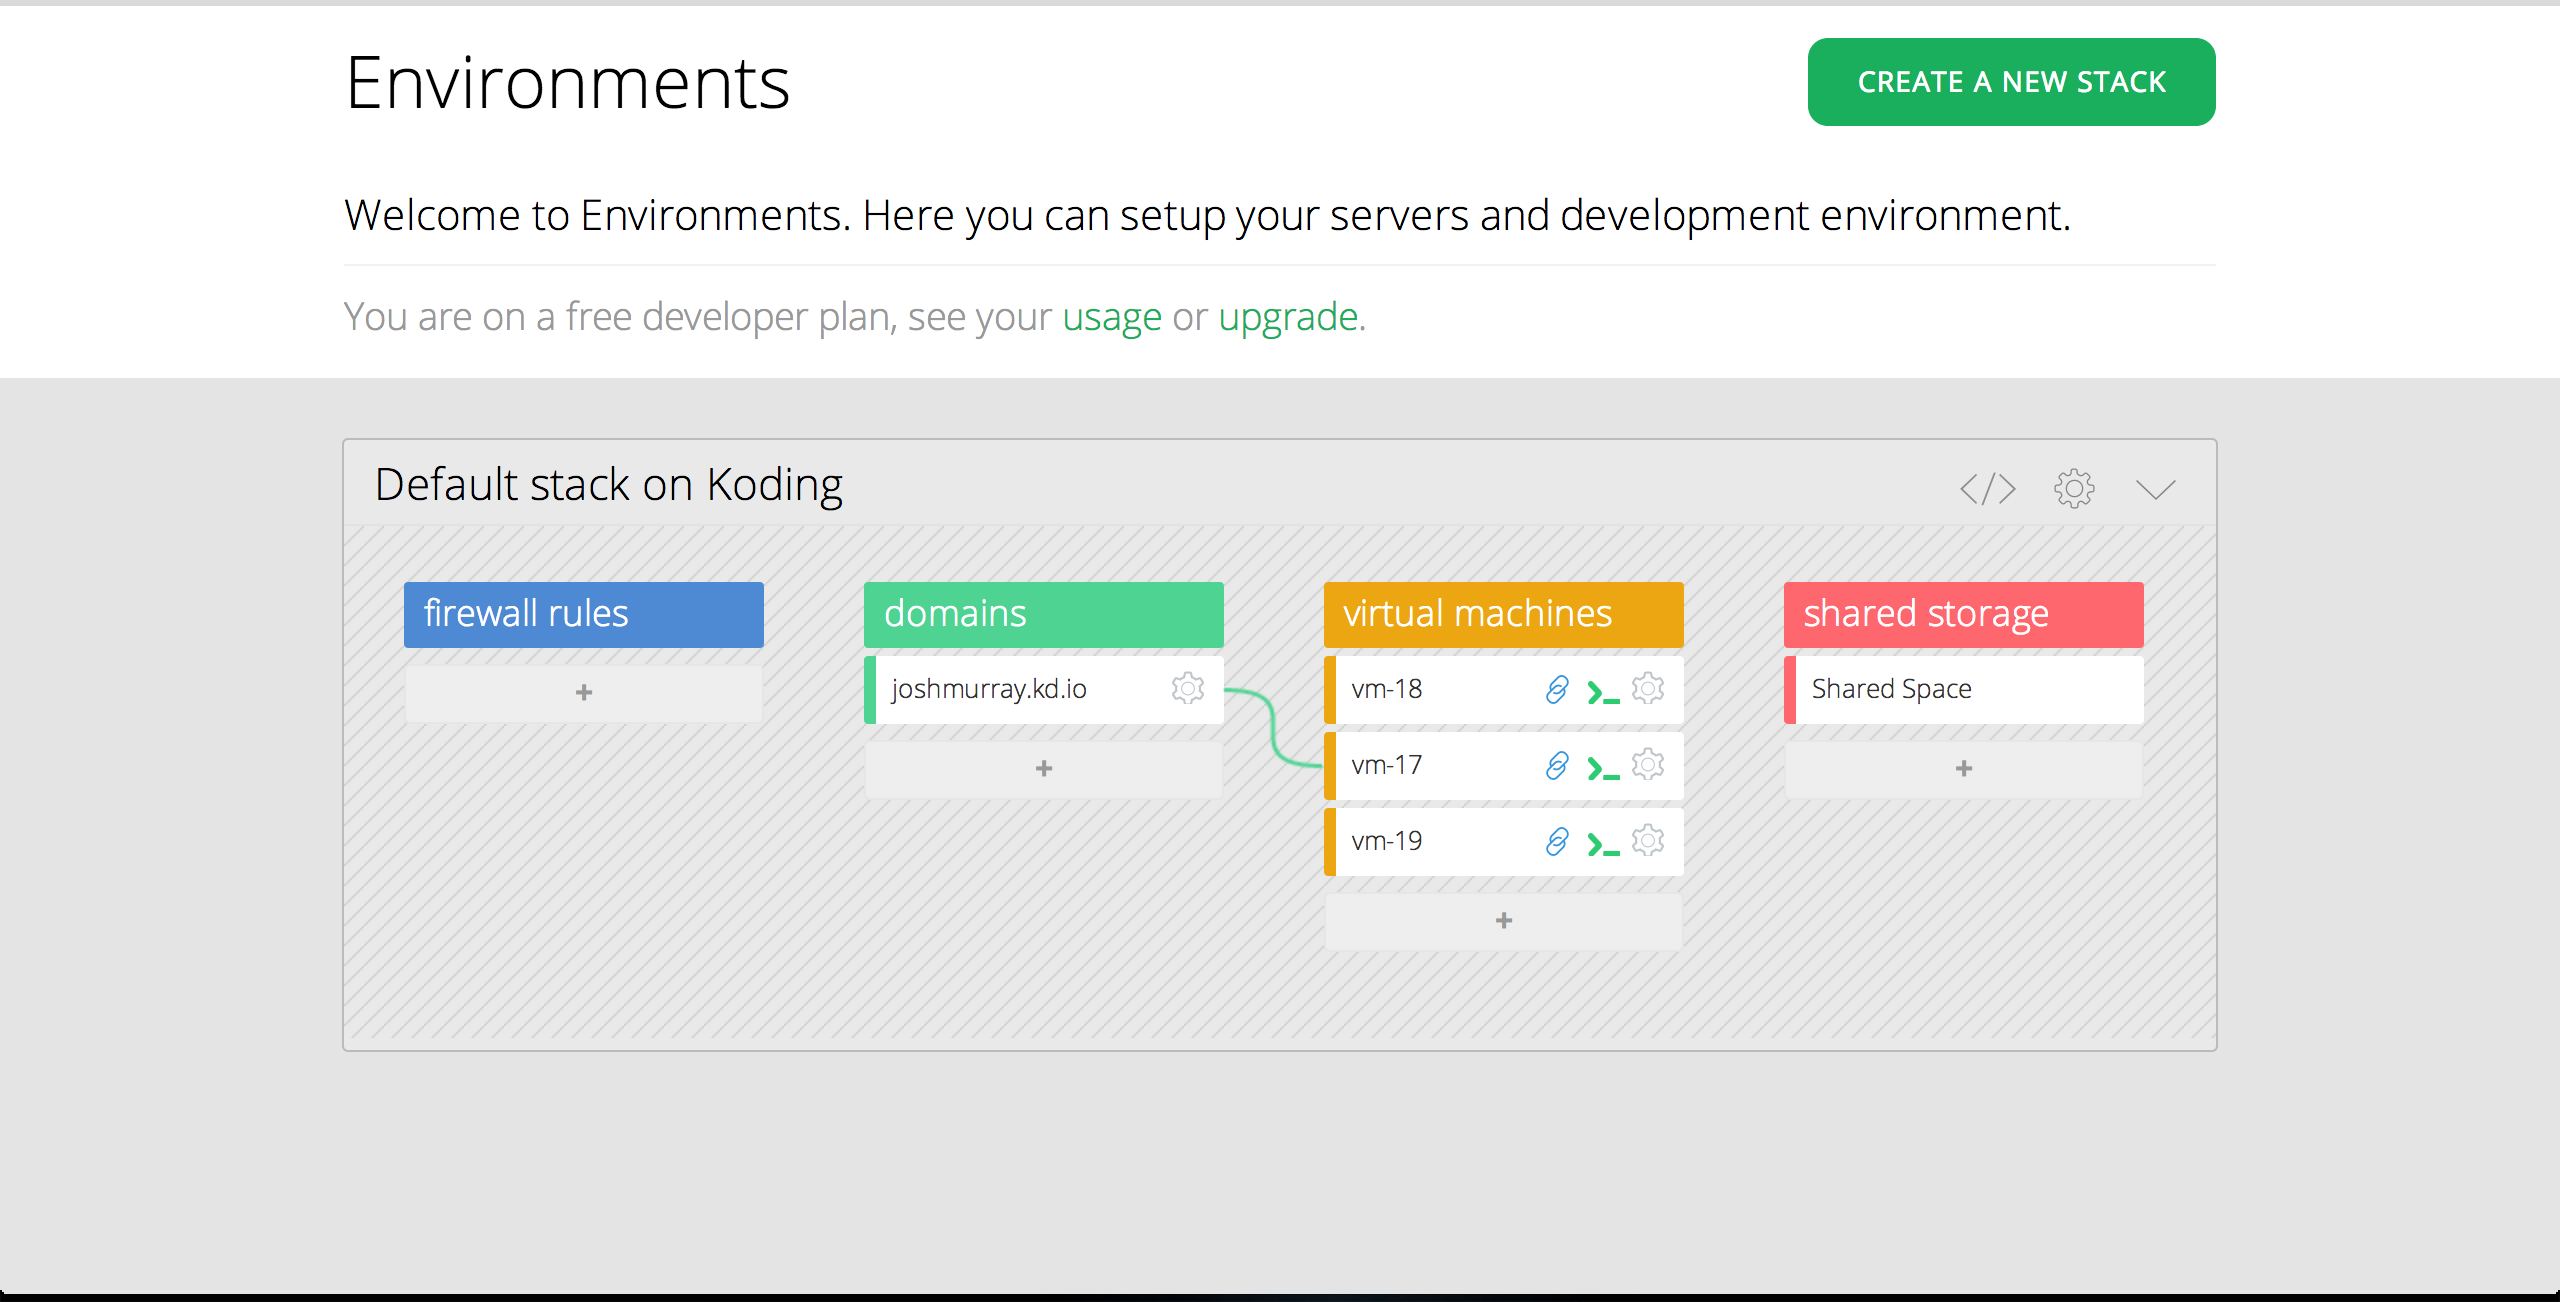 Environments
CREATE A NEW STACK
Welcome to Environments. Here you can setup your servers and development environment.
You are on a free developer plan, see your usage or upgrade.
Default stack on Koding
</>
firewall rules
+
domains
joshmurray.kd.io
+
virtual machines
vm-18
vm-17
vm-19
+
shared storage
Shared Space
+